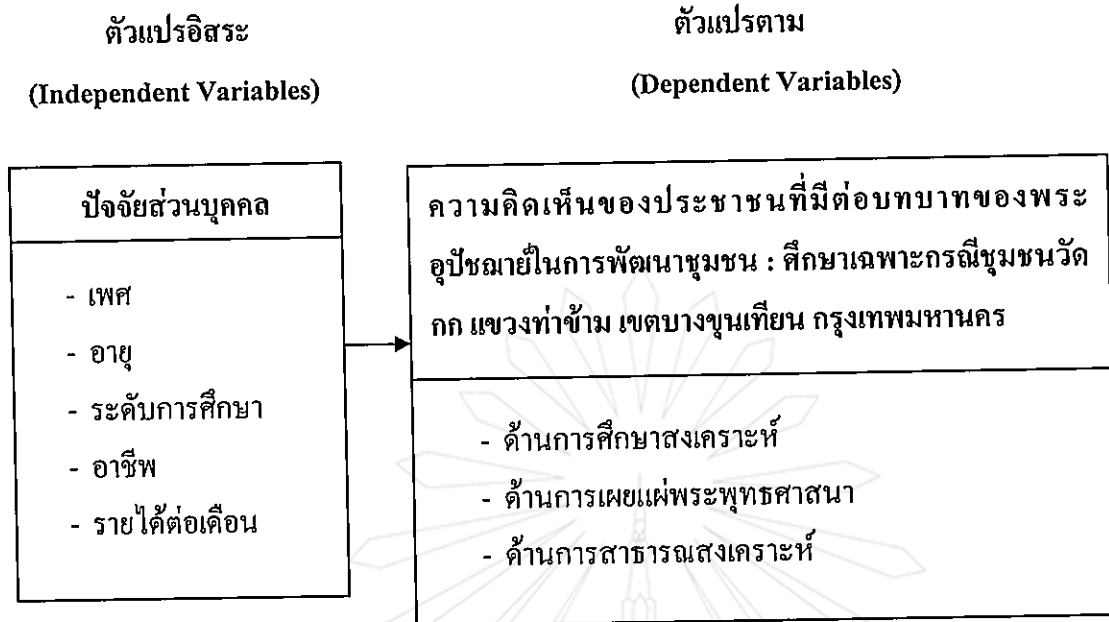 ตัวแปรอิสระ
(Independent Variables)
ตัวแปรตาม
(Dependent Variables)
ปัจจัยส่วนบุคคล
- เพศ
- อายุ
- ระดับการศึกษา
- อาชีพ
- รายได้ต่อเดือน
ความคิดเห็นของประชาชนที่มีต่อบทบาทของพระ
อุปัชฌาย์ในการพัฒนาชุมชน : ศึกษาเฉพาะกรณีชุมชนวัด
กก แขวงท่าข้าม เขตบางขุนเทียน กรุงเทพมหานคร
- ด้านการศึกษาสงเคราะห์
- ด้านการเผยแผ่พระพุทธศาสนา
- ด้านการสาธารณสงเคราะห์